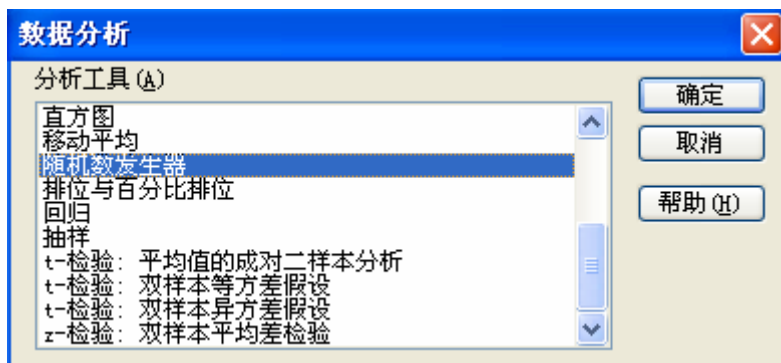 数据分析
分析工具(A)
直方图
移动平均
随机数发生器
排位与百分比排位
回归
抽样
t-检验: 平均值的成对二样本分析
t-检验: 双样本等方差假设
t-检验: 双样本异方差假设
z-检验: 双样本平均差检验
确定
取消
帮助(H)